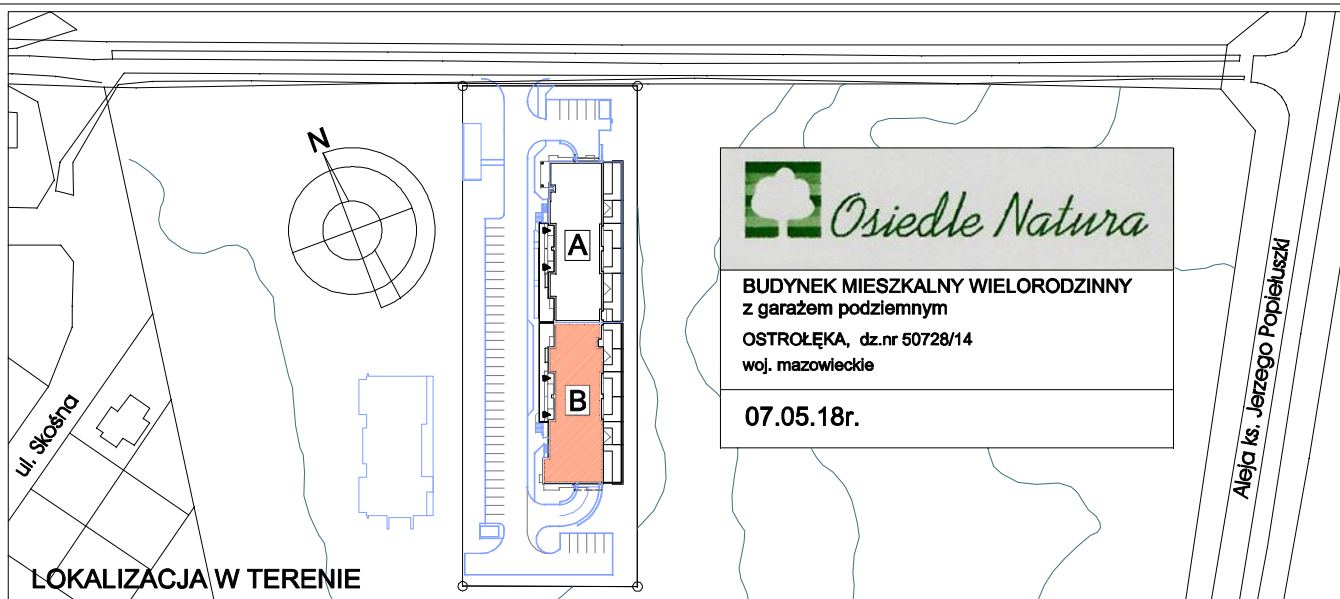 N
A
B
Osiedle Natura
BUDYNEK MIESZKALNY WIELORODZINNY
z garażem podziemnym
OSTROŁĘKA, dz.nr 50728/14
woj. mazowieckie
07.05.18r.
ul. Skośna
Aleja ks. Jerzego Popiełuszki
LOKALIZACJA W TERENIE